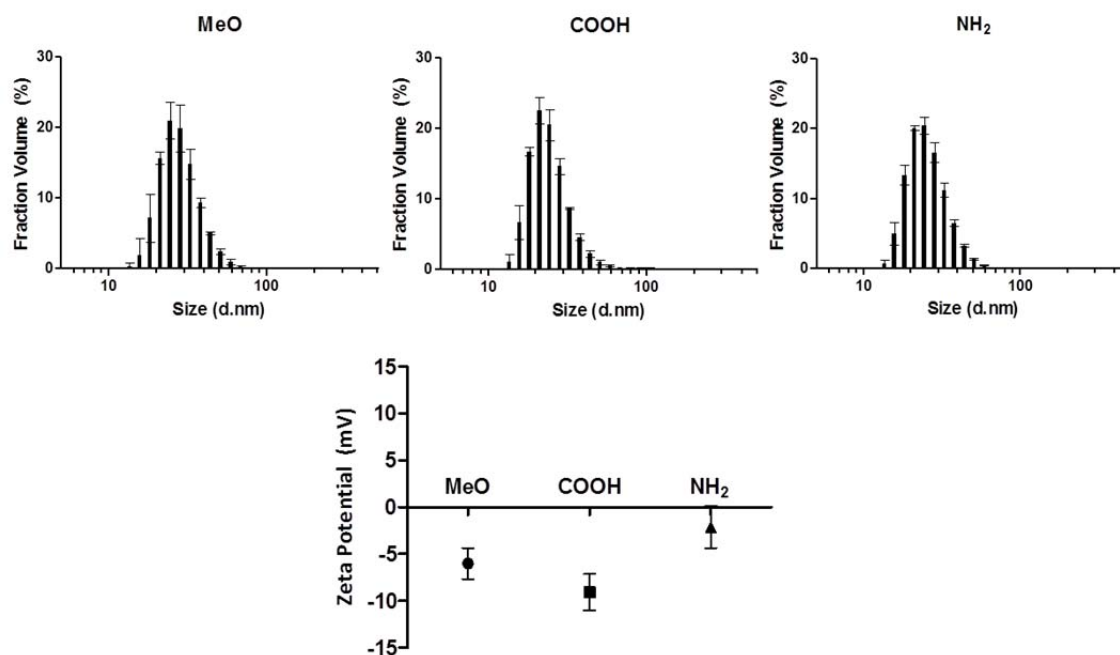 MeO
COOH
NH₂
Fraction Volume (%)
30
20
10
0
10
100
Size (d.nm)
Fraction Volume (%)
30
20
10
0
10
100
Size (d.nm)
Fraction Volume (%)
30
20
10
0
10
100
Size (d.nm)
Zeta Potential (mV)
15
10
5
0
-5
-10
-15
MeO
COOH
NH₂